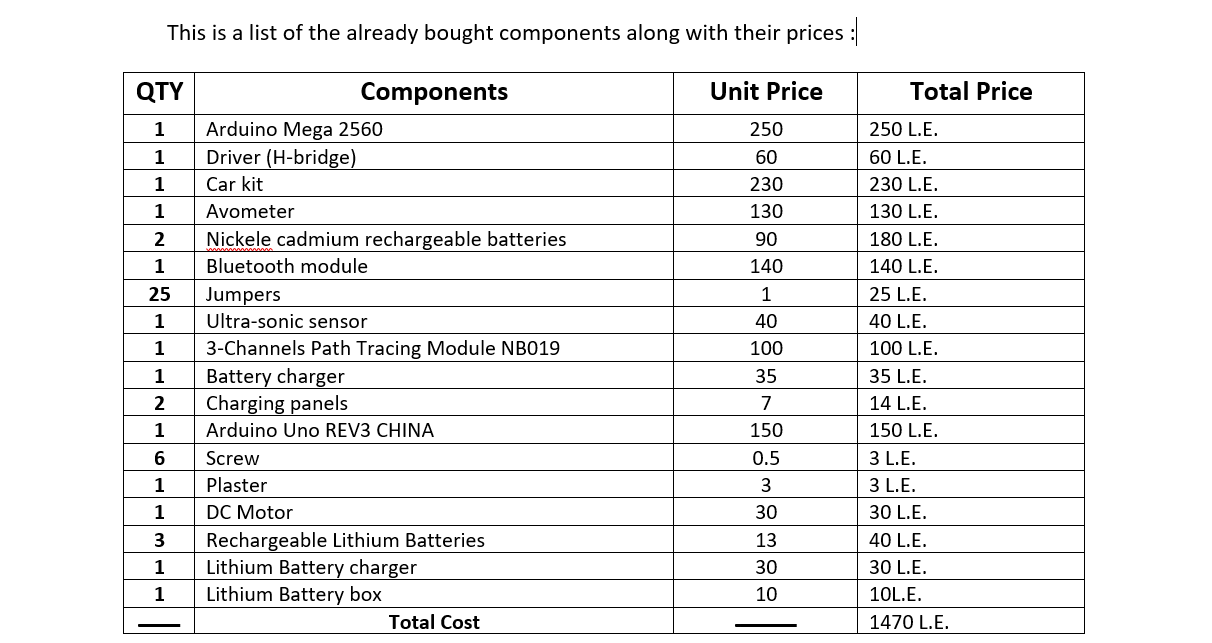 This is a list of the already bought components along with their prices :
QTY Components Unit Price Total Price
1 Arduino Mega 2560 250 250 L.E.
1 Driver (H-bridge) 60 60 L.E.
1 Car kit 230 230 L.E.
1 Avometer 130 130 L.E.
2 Nickele cadmium rechargeable batteries 90 180 L.E.
1 Bluetooth module 140 140 L.E.
25 Jumpers 1 25 L.E.
1 Ultra-sonic sensor 40 40 L.E.
1 3-Channels Path Tracing Module NB019 100 100 L.E.
1 Battery charger 35 35 L.E.
2 Charging panels 7 14 L.E.
1 Arduino Uno REV3 CHINA 150 150 L.E.
6 Screw 0.5 3 L.E.
1 Plaster 3 3 L.E.
1 DC Motor 30 30 L.E.
3 Rechargeable Lithium Batteries 13 40 L.E.
1 Lithium Battery charger 30 30 L.E.
1 Lithium Battery box 10 10L.E.
Total Cost 1470 L.E.